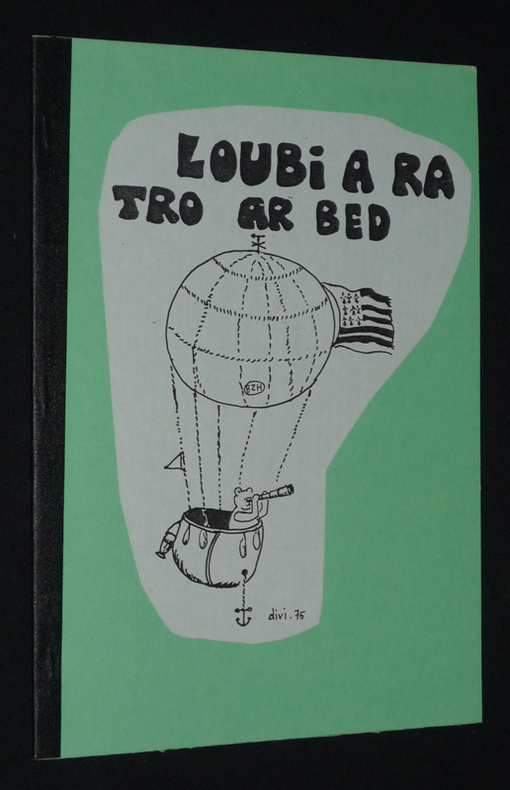 LOUBi A RA
TRO AR BED
BZH
divi.75